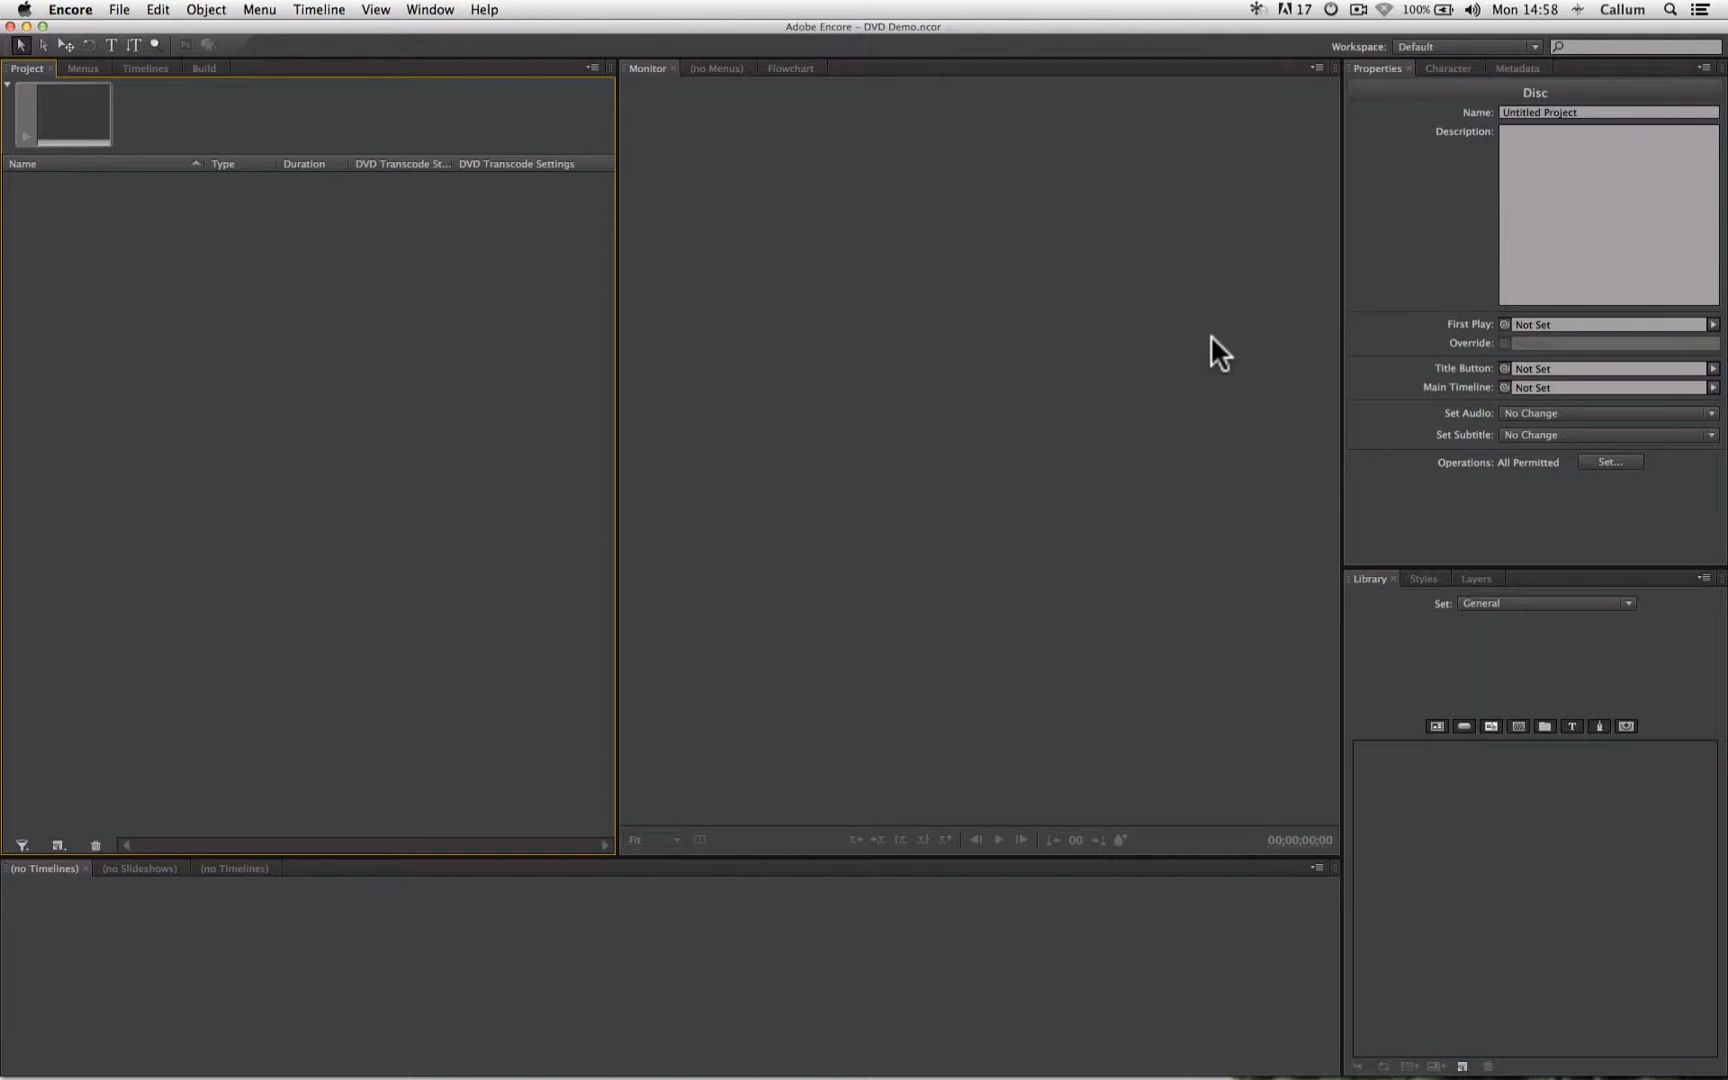 Encore File Edit Object Menu Timeline View Window Help 17 100% Mon 14:58 Callum
Adobe Encore – DVD Demo.ncor
Workspace: Default
Project Menus Timelines Build
Monitor (no Menus) Flowchart
Properties Character Metadata
Disc
Name: Untitled Project
Description:
Name Type Duration DVD Transcode St... DVD Transcode Settings
First Play: Not Set
Override:
Title Button: Not Set
Main Timeline: Not Set
Set Audio: No Change
Set Subtitle: No Change
Operations: All Permitted Set...
Library Styles Layers
Set: General
T
Fit 00 00;00;00;00
(no Timelines) (no Slideshows) (no Timelines)